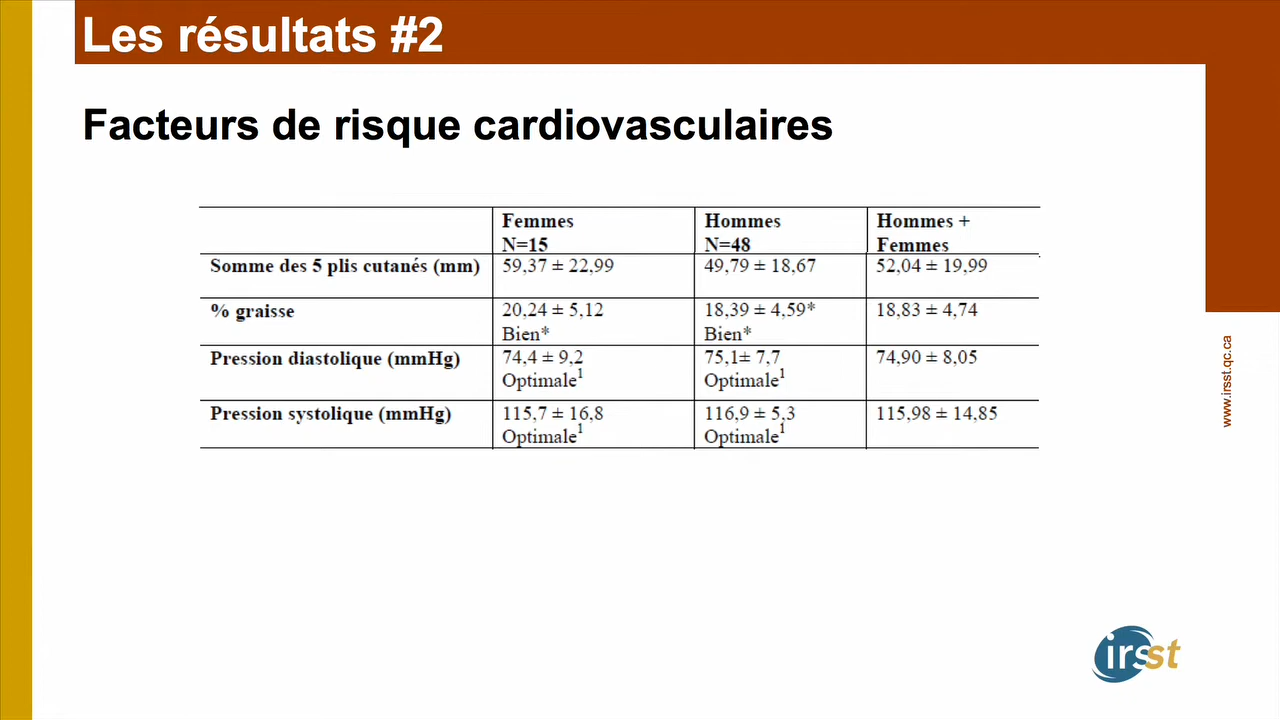 Les résultats #2
Facteurs de risque cardiovasculaires
Femmes
N=15
Hommes
N=48
Hommes +
Femmes
Somme des 5 plis cutanés (mm)
59,37 ± 22,99
49,79 ± 18,67
52,04 ± 19,99
% graisse
20,24 ± 5,12
Bien*
18,39 ± 4,59*
Bien*
18,83 ± 4,74
Pression diastolique (mmHg)
74,4 ± 9,2
Optimale¹
75,1± 7,7
Optimale¹
74,90 ± 8,05
Pression systolique (mmHg)
115,7 ± 16,8
Optimale¹
116,9 ± 5,3
Optimale¹
115,98 ± 14,85
www.irsst.qc.ca
irsst